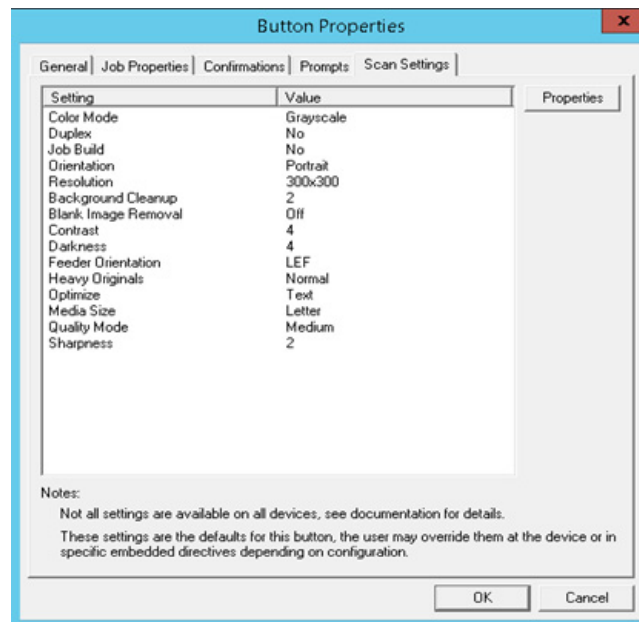 Button Properties
x
General Job Properties Confirmations Prompts Scan Settings
Setting Value Properties
Color Mode Grayscale
Duplex No
Job Build No
Orientation Portrait
Resolution 300x300
Background Cleanup 2
Blank Image Removal Off
Contrast 4
Darkness 4
Feeder Orientation LEF
Heavy Originals Normal
Optimize Text
Media Size Letter
Quality Mode Medium
Sharpness 2
Notes:
Not all settings are available on all devices, see documentation for details.
These settings are the defaults for this button, the user may override them at the device or in
specific embedded directives depending on configuration.
OK Cancel